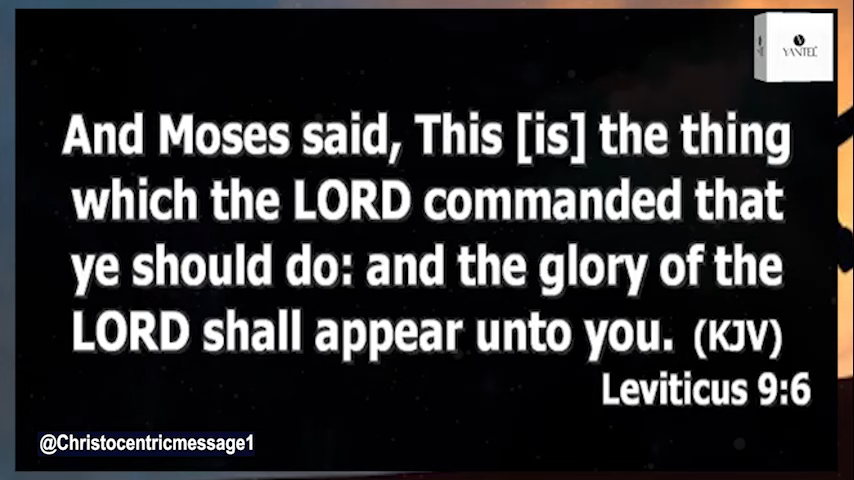 YANTEL
And Moses said, This [is] the thing
which the LORD commanded that
ye should do: and the glory of the
LORD shall appear unto you. (KJV)
Leviticus 9:6
@Christocentricmessage1